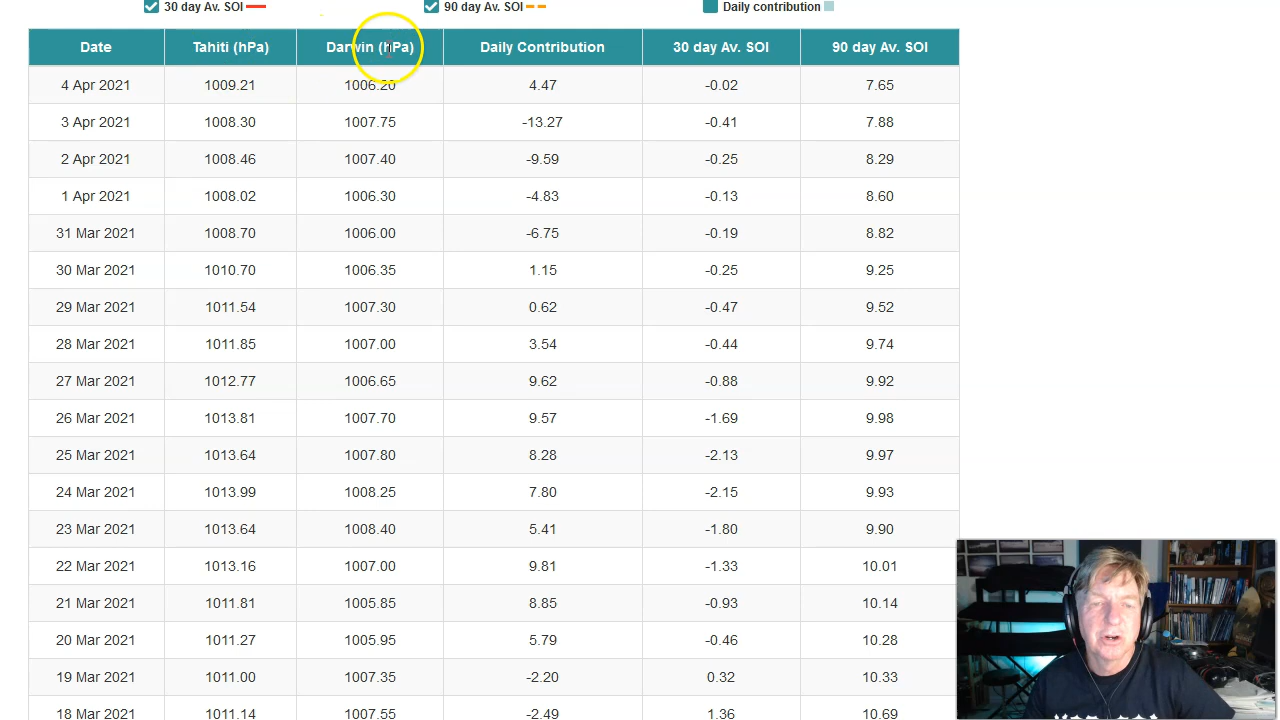 30 day Av. SOI 90 day Av. SOI Daily contribution
Date Tahiti (hPa) Darwin (hPa) Daily Contribution 30 day Av. SOI 90 day Av. SOI
4 Apr 2021 1009.21 1006.20 4.47 -0.02 7.65
3 Apr 2021 1008.30 1007.75 -13.27 -0.41 7.88
2 Apr 2021 1008.46 1007.40 -9.59 -0.25 8.29
1 Apr 2021 1008.02 1006.30 -4.83 -0.13 8.60
31 Mar 2021 1008.70 1006.00 -6.75 -0.19 8.82
30 Mar 2021 1010.70 1006.35 1.15 -0.25 9.25
29 Mar 2021 1011.54 1007.30 0.62 -0.47 9.52
28 Mar 2021 1011.85 1007.00 3.54 -0.44 9.74
27 Mar 2021 1012.77 1006.65 9.62 -0.88 9.92
26 Mar 2021 1013.81 1007.70 9.57 -1.69 9.98
25 Mar 2021 1013.64 1007.80 8.28 -2.13 9.97
24 Mar 2021 1013.99 1008.25 7.80 -2.15 9.93
23 Mar 2021 1013.64 1008.40 5.41 -1.80 9.90
22 Mar 2021 1013.16 1007.00 9.81 -1.33 10.01
21 Mar 2021 1011.81 1005.85 8.85 -0.93 10.14
20 Mar 2021 1011.27 1005.95 5.79 -0.46 10.28
19 Mar 2021 1011.00 1007.35 -2.20 0.32 10.33
18 Mar 2021 1011.14 1007.55 -2.49 1.36 10.69